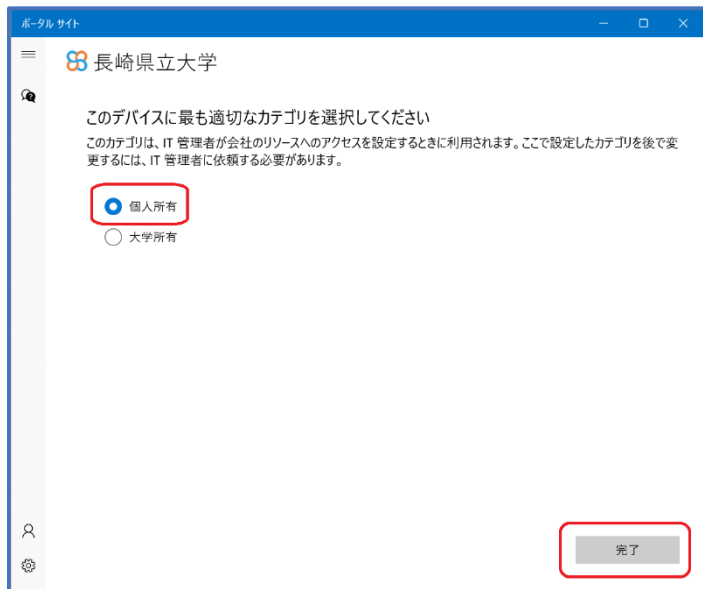 ポータル サイト
長崎県立大学
このデバイスに最も適切なカテゴリを選択してください
このカテゴリは、IT 管理者が会社のリソースへのアクセスを設定するときに利用されます。ここで設定したカテゴリを後で変
更するには、IT 管理者に依頼する必要があります。
個人所有
大学所有
完了